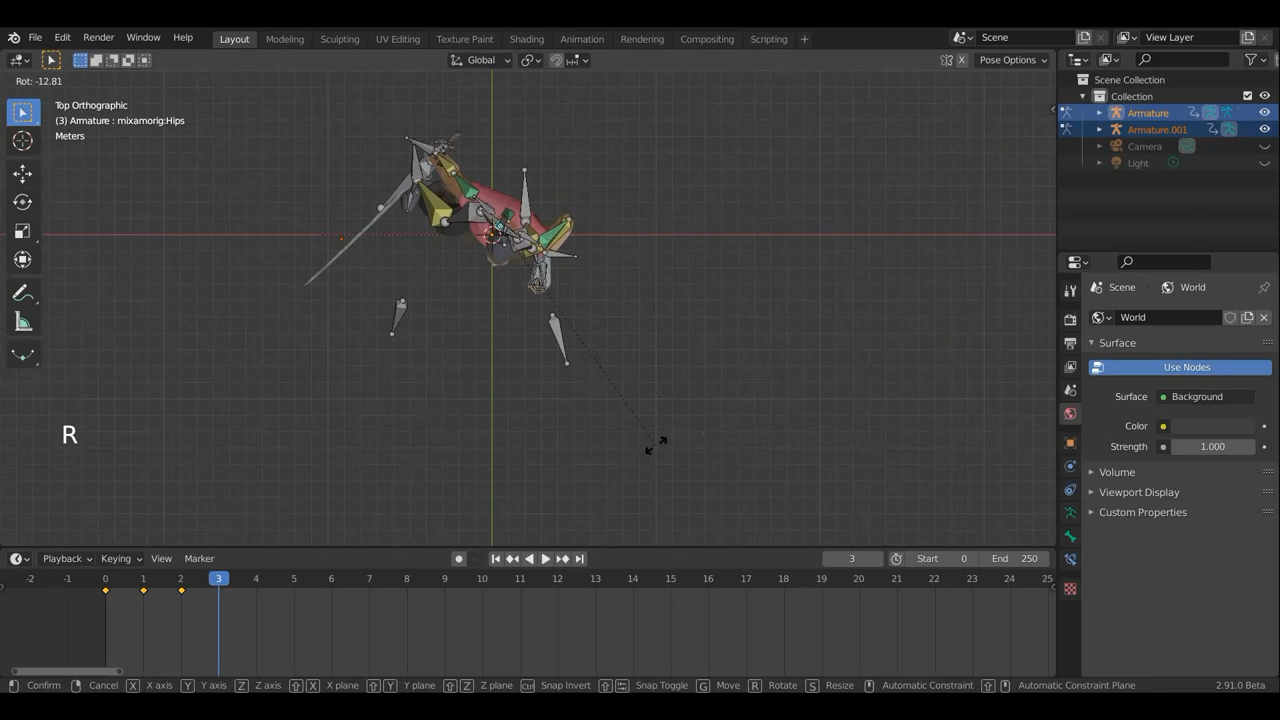 File Edit Render Window Help Layout Modeling Sculpting UV Editing Texture Paint Shading Animation Rendering Compositing Scripting + Scene View Layer
Global X Pose Options
Rot: -12.81
Top Orthographic
(3) Armature : mixamorig:Hips
Meters
R
Scene Collection
Collection
Armature
Armature.001
Camera
Light
Scene World
World
Surface
Use Nodes
Surface Background
Color
Strength 1.000
Volume
Viewport Display
Custom Properties
Playback Keying View Marker 3 Start 0 End 250
-2 -1 0 1 2 3 4 5 6 7 8 9 10 11 12 13 14 15 16 17 18 19 20 21 22 23 24 25
Confirm Cancel X X axis Y Y axis Z Z axis X X plane Y Y plane Z Z plane Ctrl Snap Invert Snap Toggle G Move R Rotate S Resize Automatic Constraint Automatic Constraint Plane 2.91.0 Beta